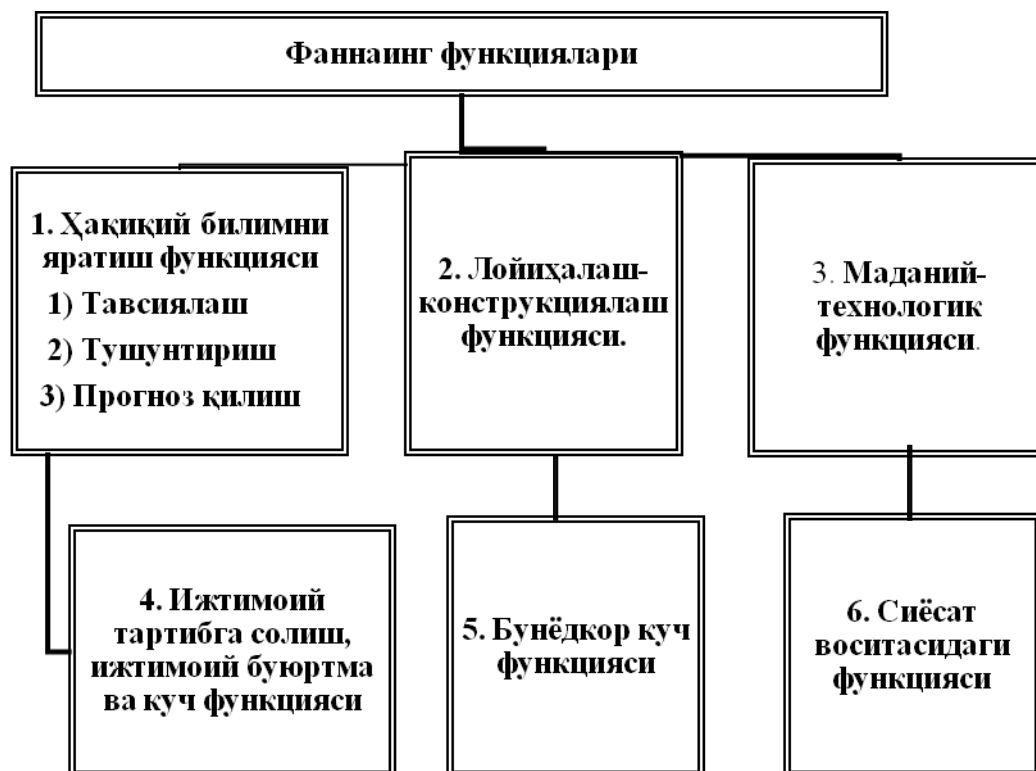 Фаннаинг функциялари
1. Ҳақиқий билимни
яратиш функцияси
1) Тавсиялаш
2) Тушунтириш
3) Прогноз қилиш
2. Лойиҳалаш-
конструкциялаш
функцияси.
3. Маданий-
технологик
функцияси.
4. Ижтимоий
тартибга солиш,
ижтимоий буюртма
ва куч функцияси
5. Бунёдкор куч
функцияси
6. Сиёсат
воситасидаги
функцияси